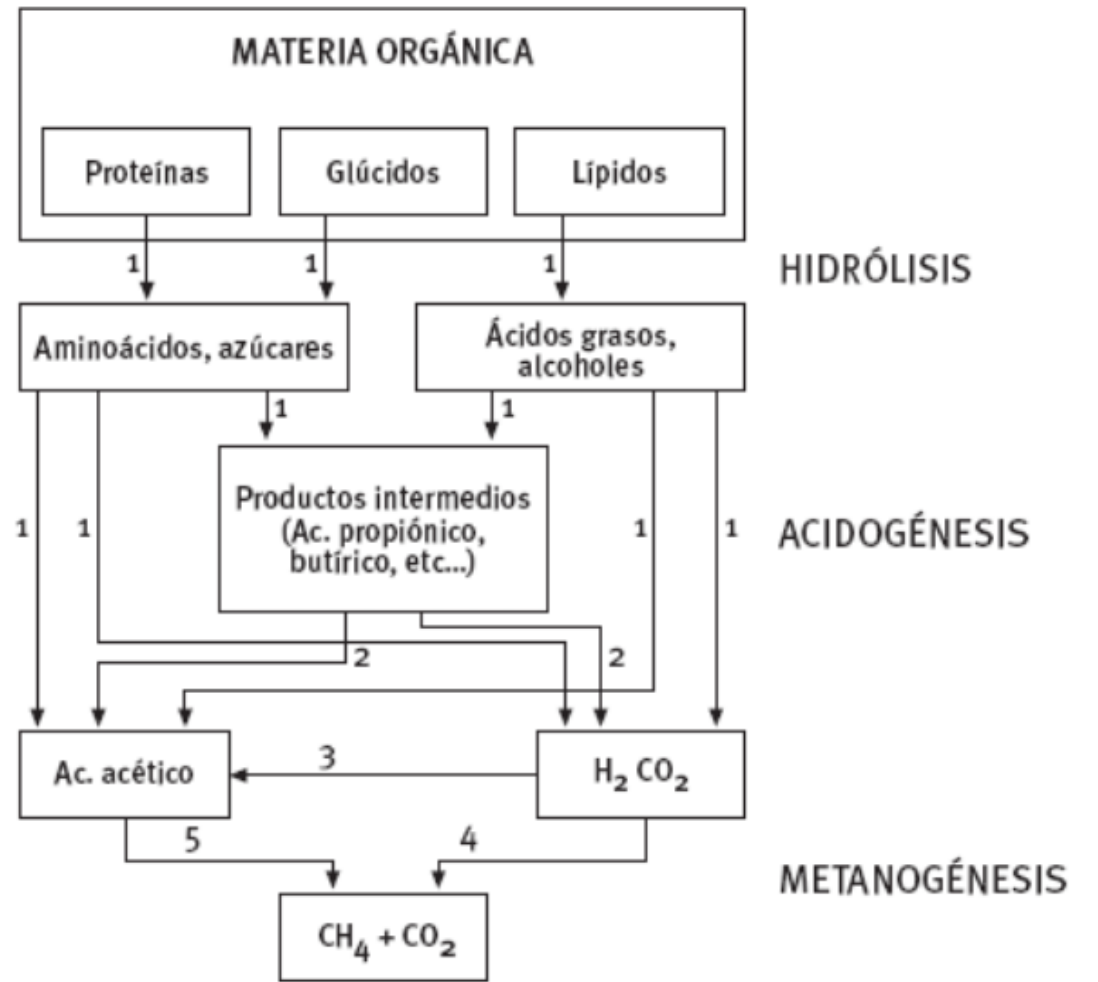 MATERIA ORGÁNICA
Proteínas
Glúcidos
Lípidos
1
1
1
HIDRÓLISIS
Aminoácidos, azúcares
Ácidos grasos,
alcoholes
1
1
Productos intermedios
(Ac. propiónico,
butírico, etc...)
1
1
1
1
ACIDOGÉNESIS
2
2
Ac. acético
3
H₂ CO₂
5
4
METANOGÉNESIS
CH₄ + CO₂